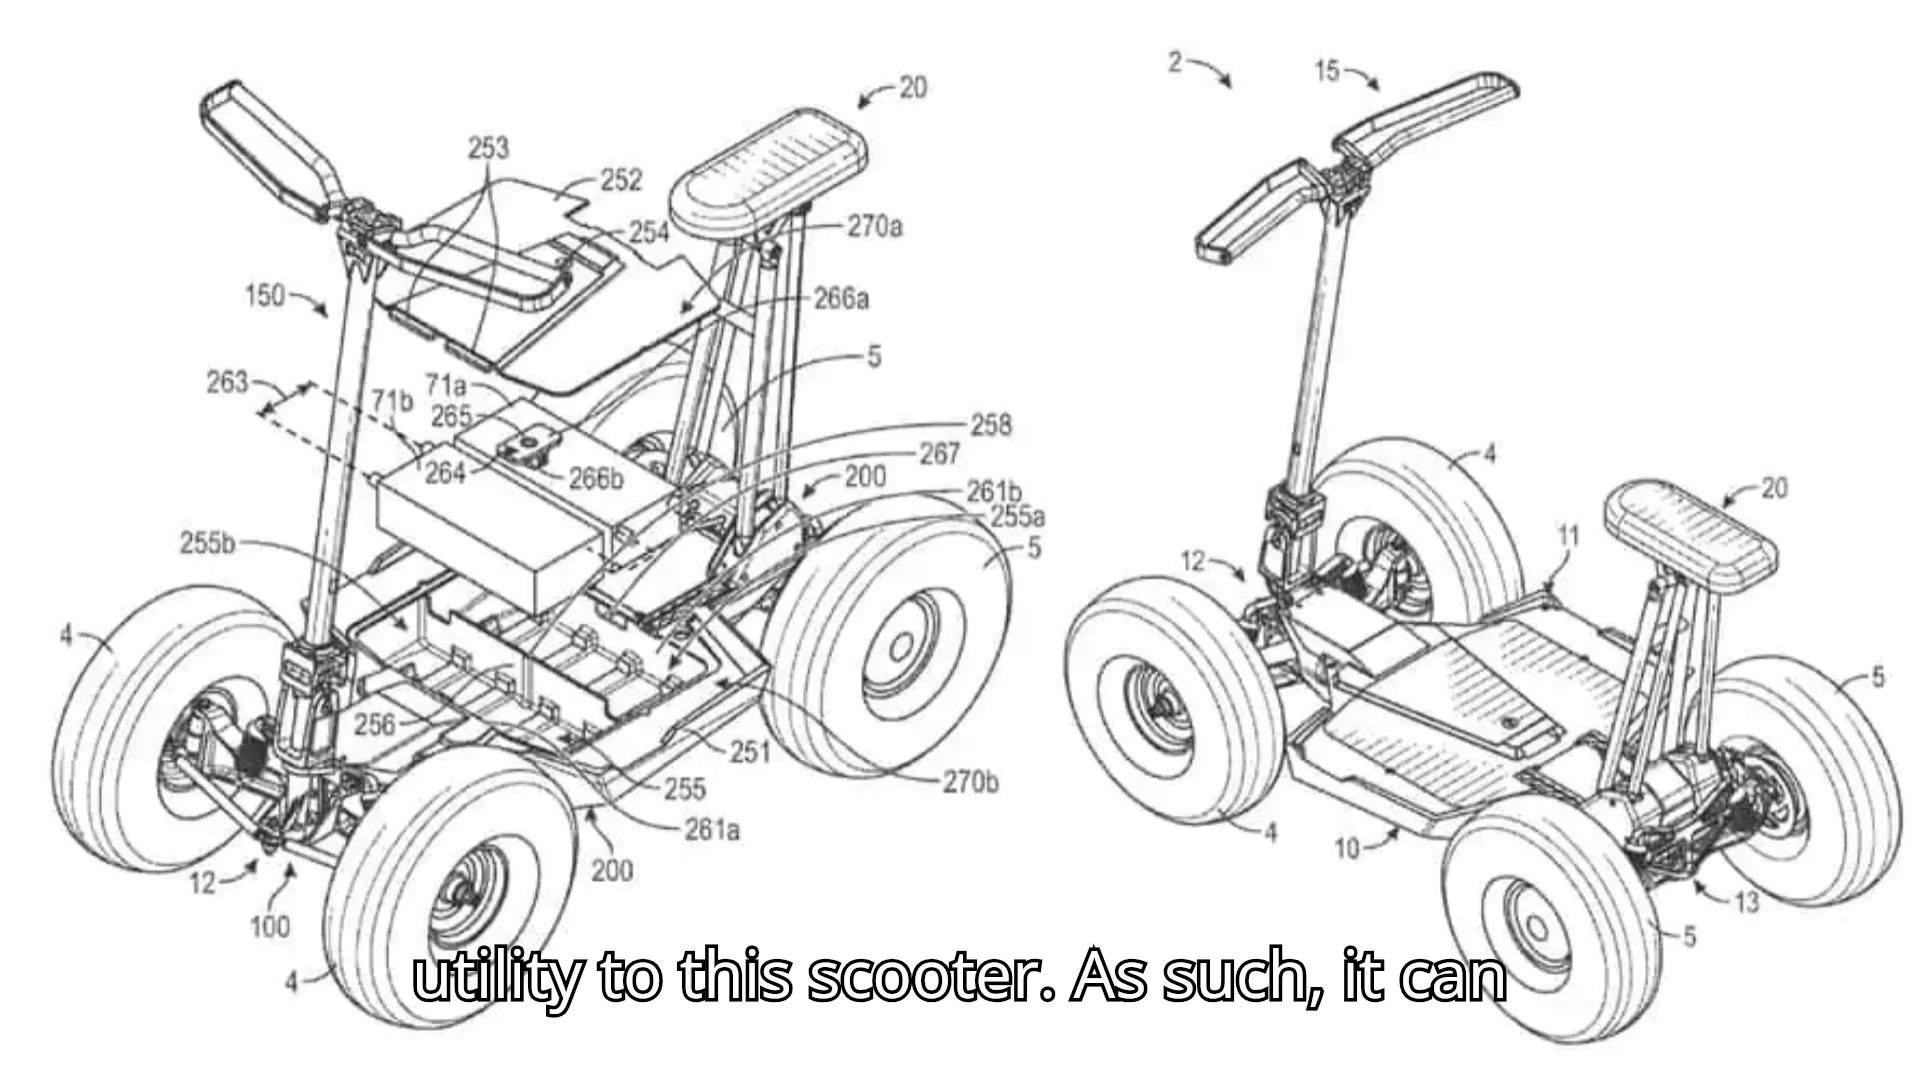 2
15
20
253
252
254
270a
150
266a
5
263
71a
71b
265
258
267
264
266b
200
261b
255a
5
255b
4
256
251
255
270b
261a
200
12
100
4
4
20
11
12
5
4
10
13
5
utility to this scooter. As such, it can